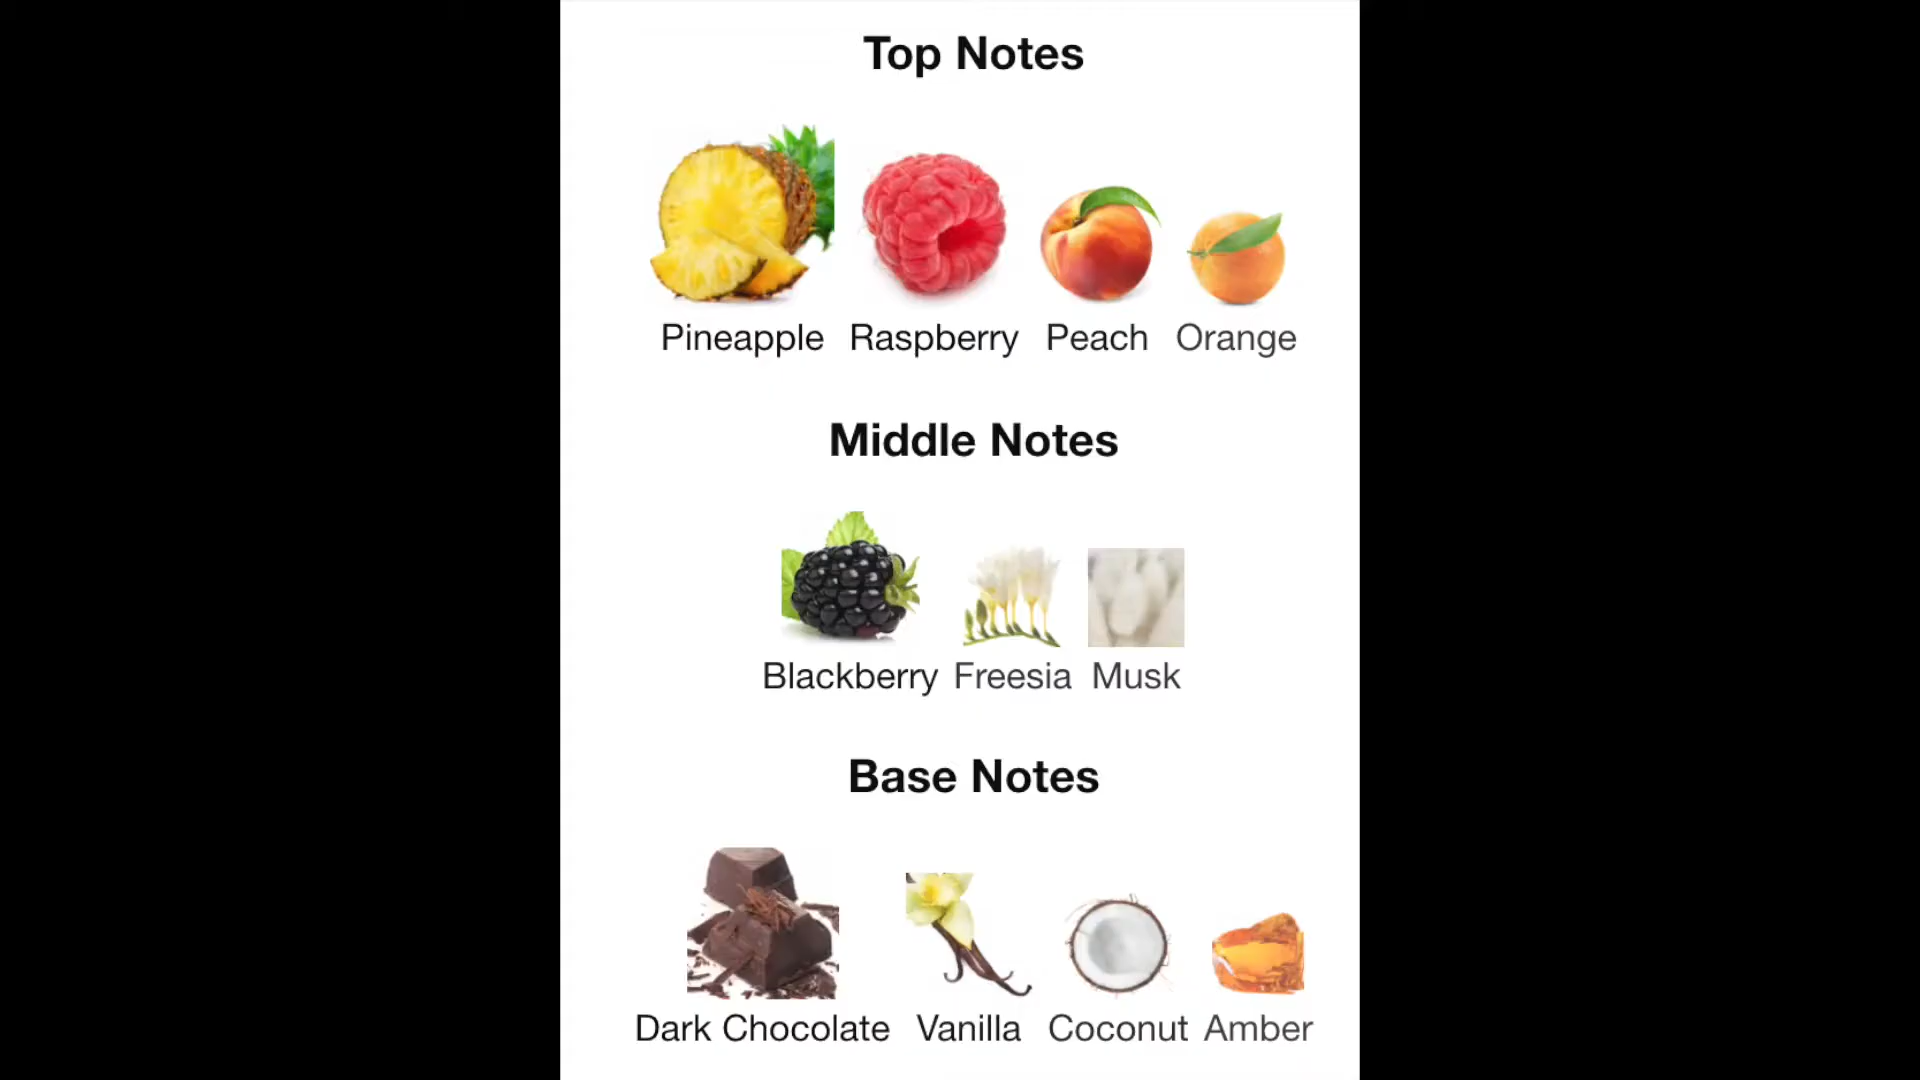 Top Notes
Pineapple Raspberry Peach Orange
Middle Notes
Blackberry Freesia Musk
Base Notes
Dark Chocolate Vanilla Coconut Amber